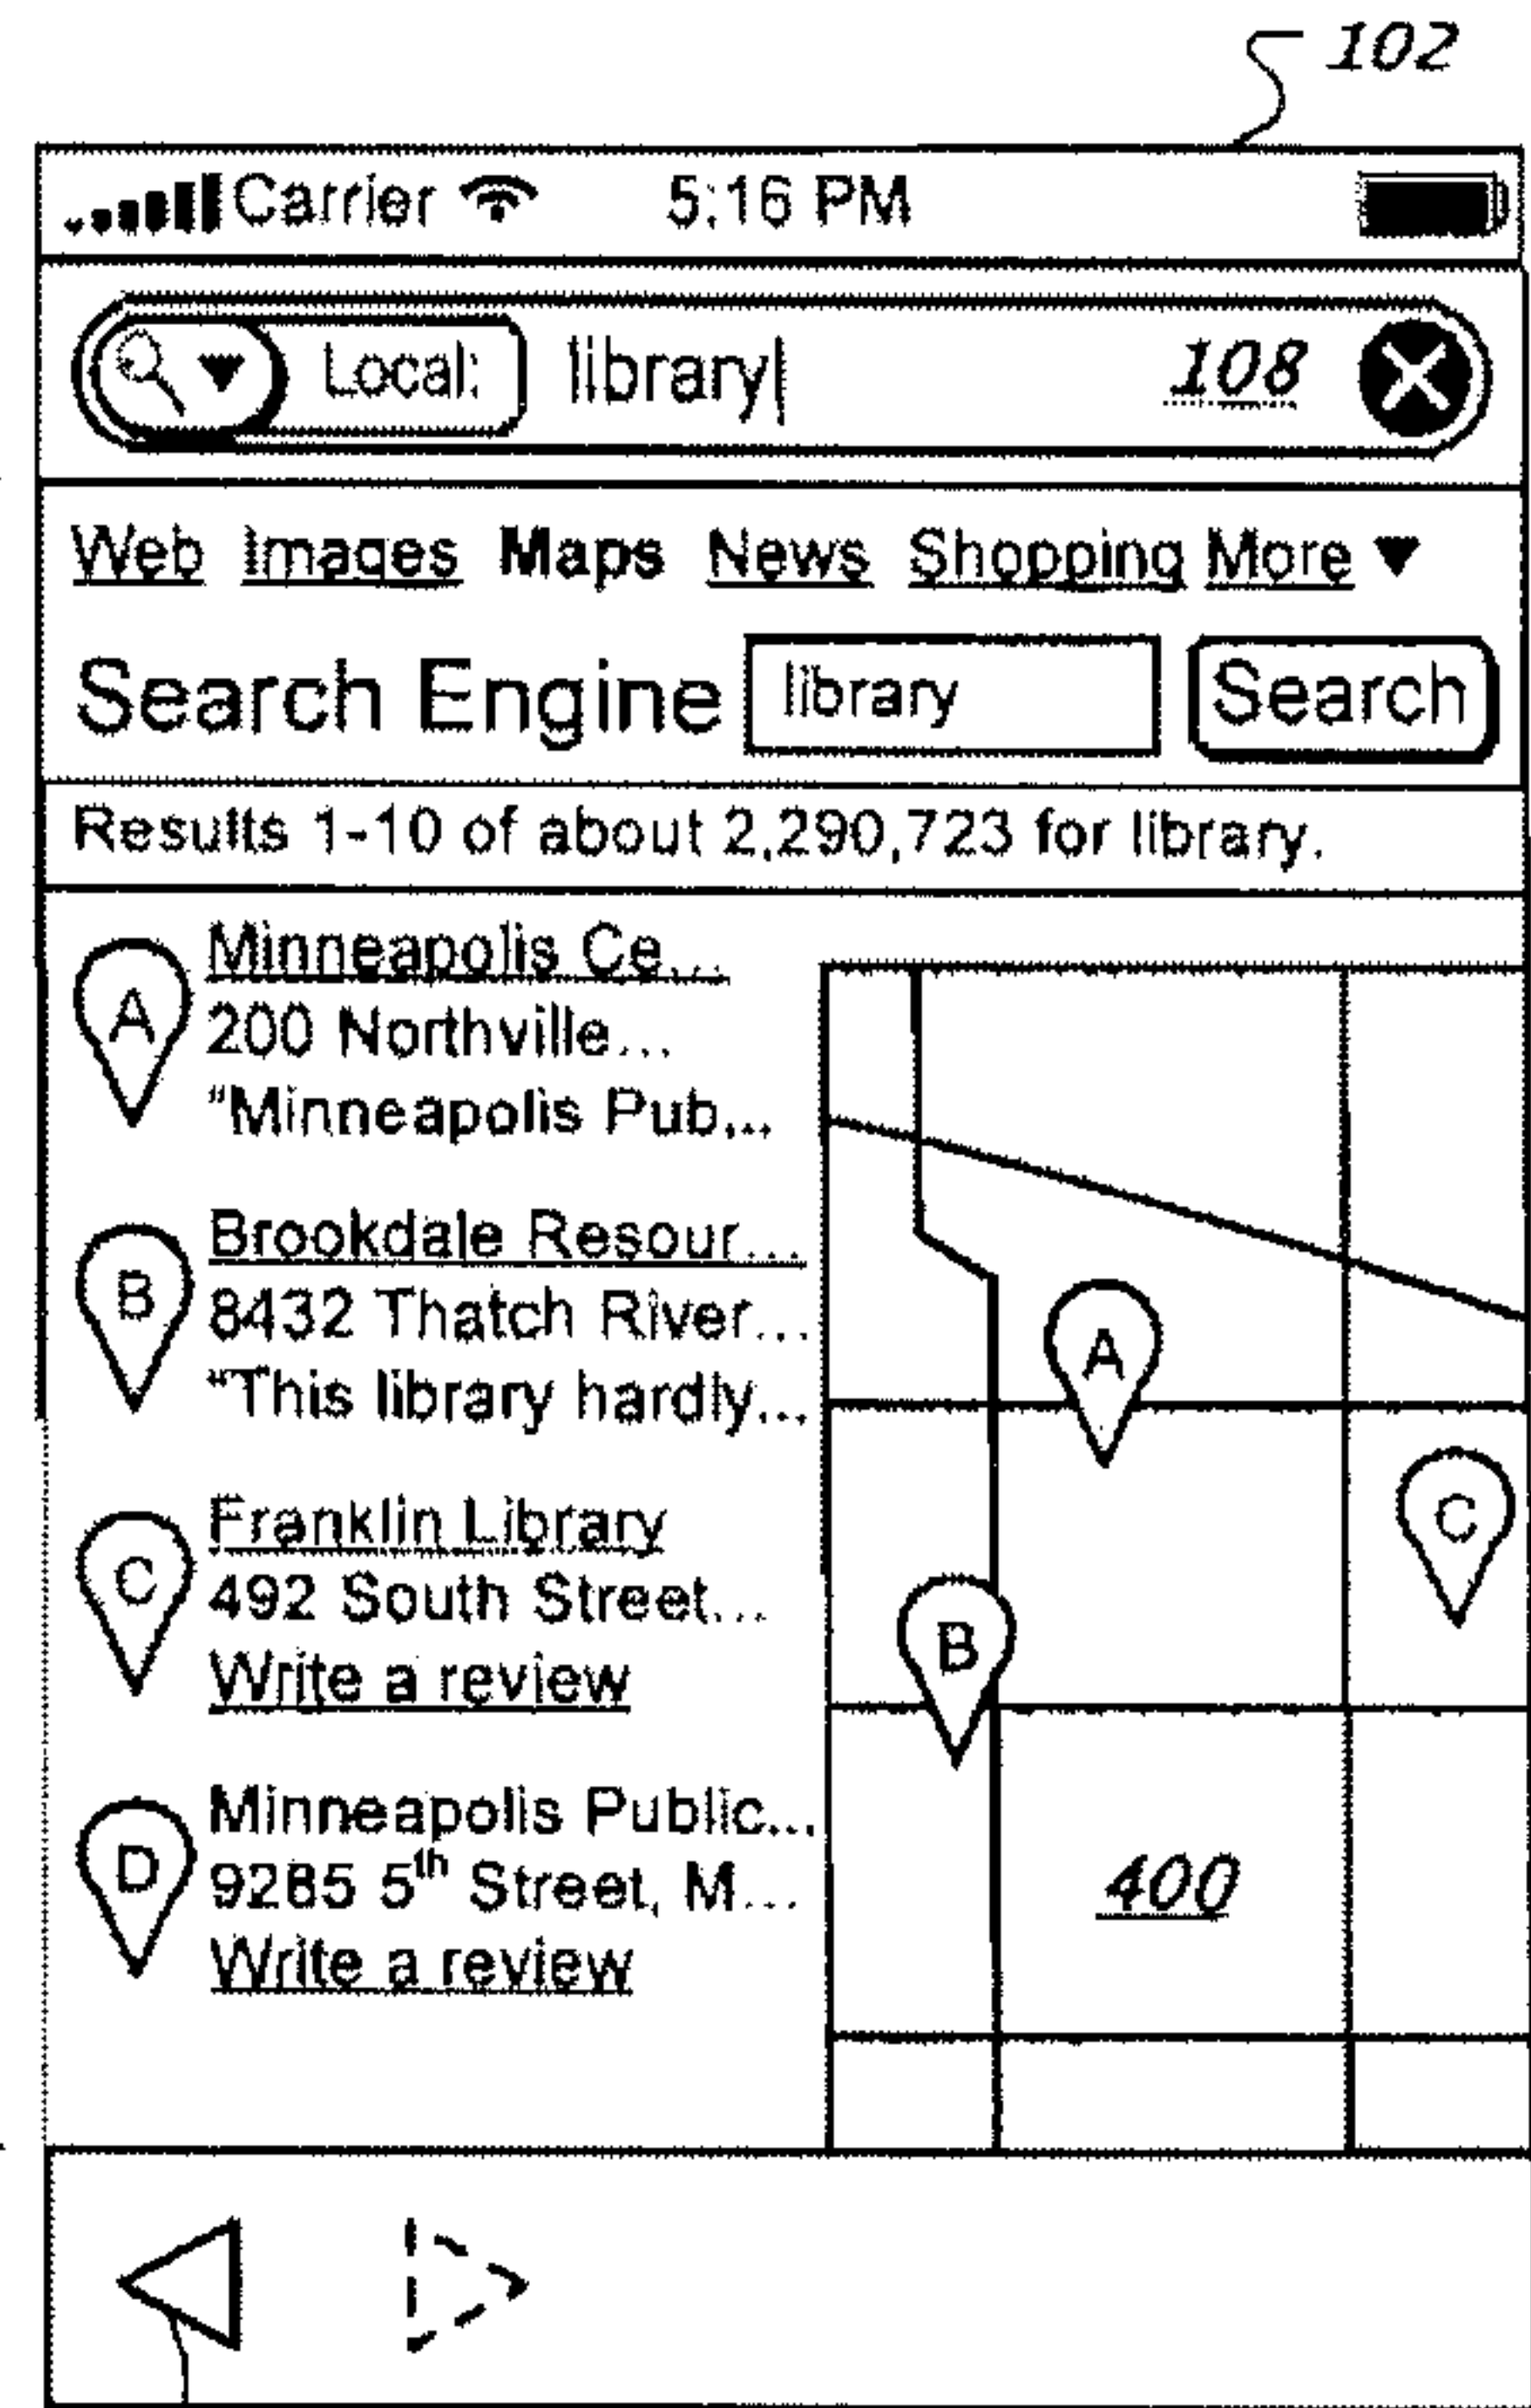 102
Carrier 5:16 PM
Local: library 108
Web Images Maps News Shopping More ▼
Search Engine library Search
Results 1-10 of about 2,290,723 for library.
A Minneapolis Ce...
200 Northville...
"Minneapolis Pub...
B Brookdale Resour...
8432 Thatch River...
"This library hardly...
C Franklin Library
492 South Street...
Write a review
D Minneapolis Public...
9285 5th Street, M...
Write a review
A
C
B
400